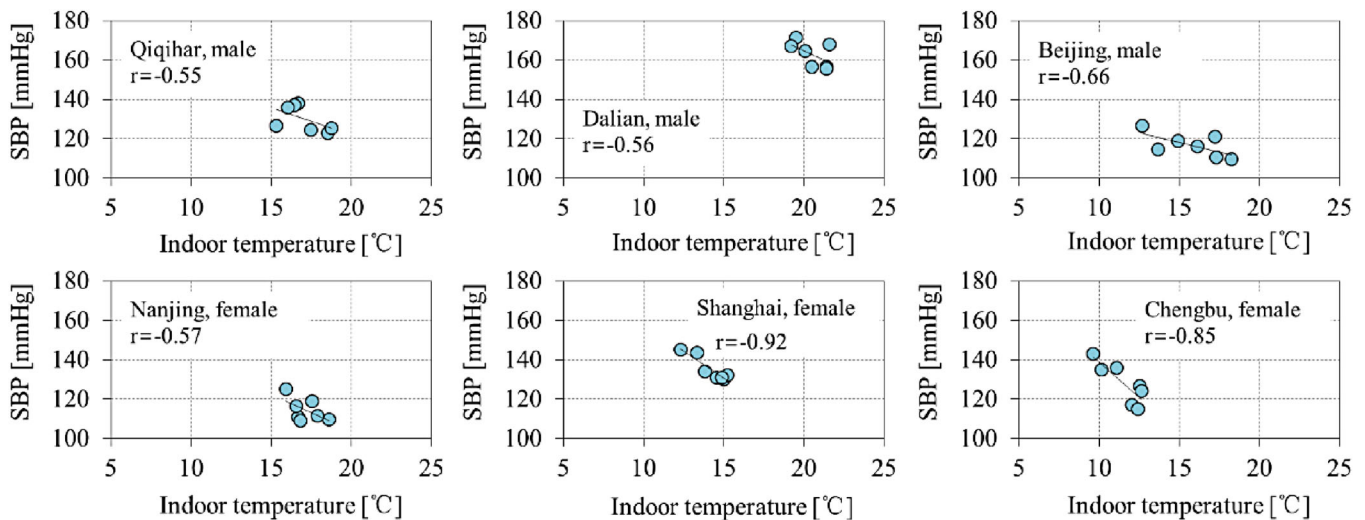 SBP [mmHg]
180
160
140
120
100
Qiqihar, male
r=-0.55
5
10
15
20
25
Indoor temperature [℃]
SBP [mmHg]
180
160
140
120
100
Dalian, male
r=-0.56
5
10
15
20
25
Indoor temperature [℃]
SBP [mmHg]
180
160
140
120
100
Beijing, male
r=-0.66
5
10
15
20
25
Indoor temperature [℃]
SBP [mmHg]
180
160
140
120
100
Nanjing, female
r=-0.57
5
10
15
20
25
Indoor temperature [℃]
SBP [mmHg]
180
160
140
120
100
Shanghai, female
r=-0.92
5
10
15
20
25
Indoor temperature [℃]
SBP [mmHg]
180
160
140
120
100
Chengbu, female
r=-0.85
5
10
15
20
25
Indoor temperature [℃]